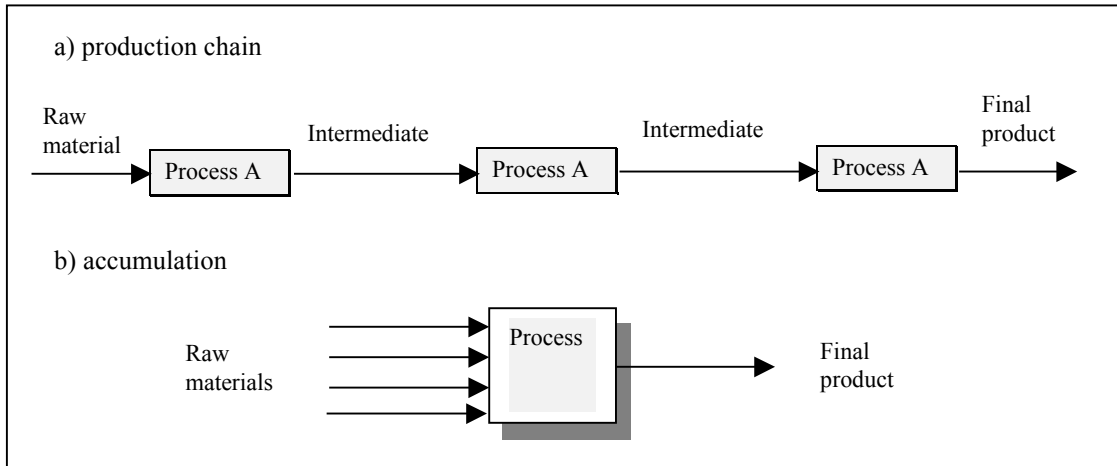 a) production chain
Raw
material
Process A
Intermediate
Process A
Intermediate
Process A
Final
product
b) accumulation
Raw
materials
Process
Final
product